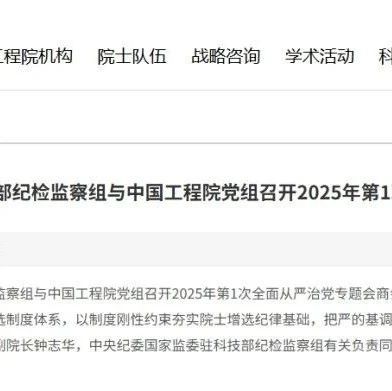 工程院机构 院士队伍 战略咨询 学术活动 科
部纪检监察组与中国工程院党组召开2025年第1
监察组与中国工程院党组召开2025年第1次全面从严治党专题会商
选制度体系，以制度刚性约束夯实院士增选纪律基础，把严的基调
副院长钟志华，中央纪委国家监委驻科技部纪检监察组有关负责同